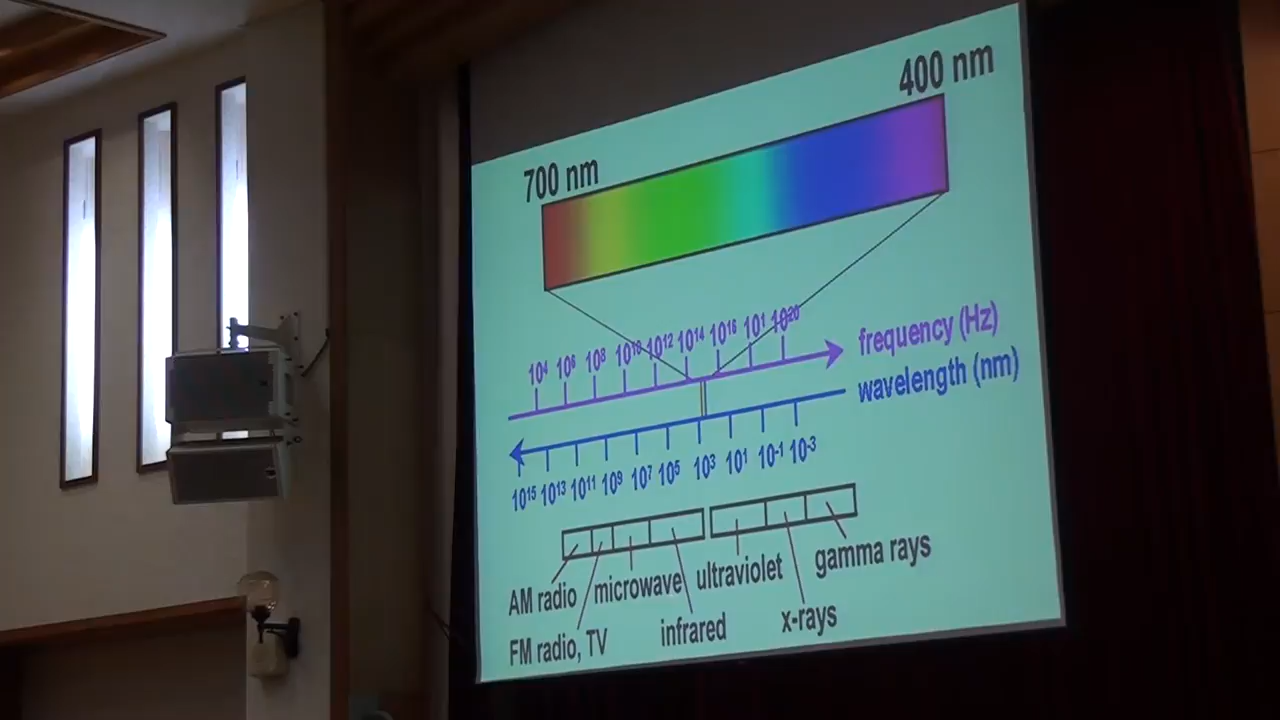 400 nm
700 nm
10⁴ 10⁶ 10⁸ 10¹⁰ 10¹² 10¹⁴ 10¹⁶ 10¹ 10²⁰ frequency (Hz)
wavelength (nm)
10¹⁵ 10¹³ 10¹¹ 10⁹ 10⁷ 10⁵ 10³ 10¹ 10⁻¹ 10⁻³
AM radio microwave ultraviolet gamma rays
FM radio, TV infrared x-rays